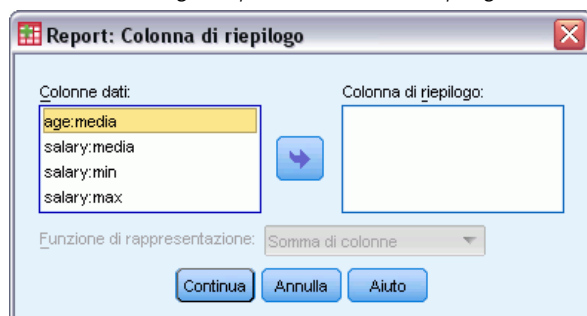 Report: Colonna di riepilogo
Colonne dati:
Colonna di riepilogo:
age:media
salary:media
salary:min
salary:max
Funzione di rappresentazione: Somma di colonne
Continua Annulla Aiuto